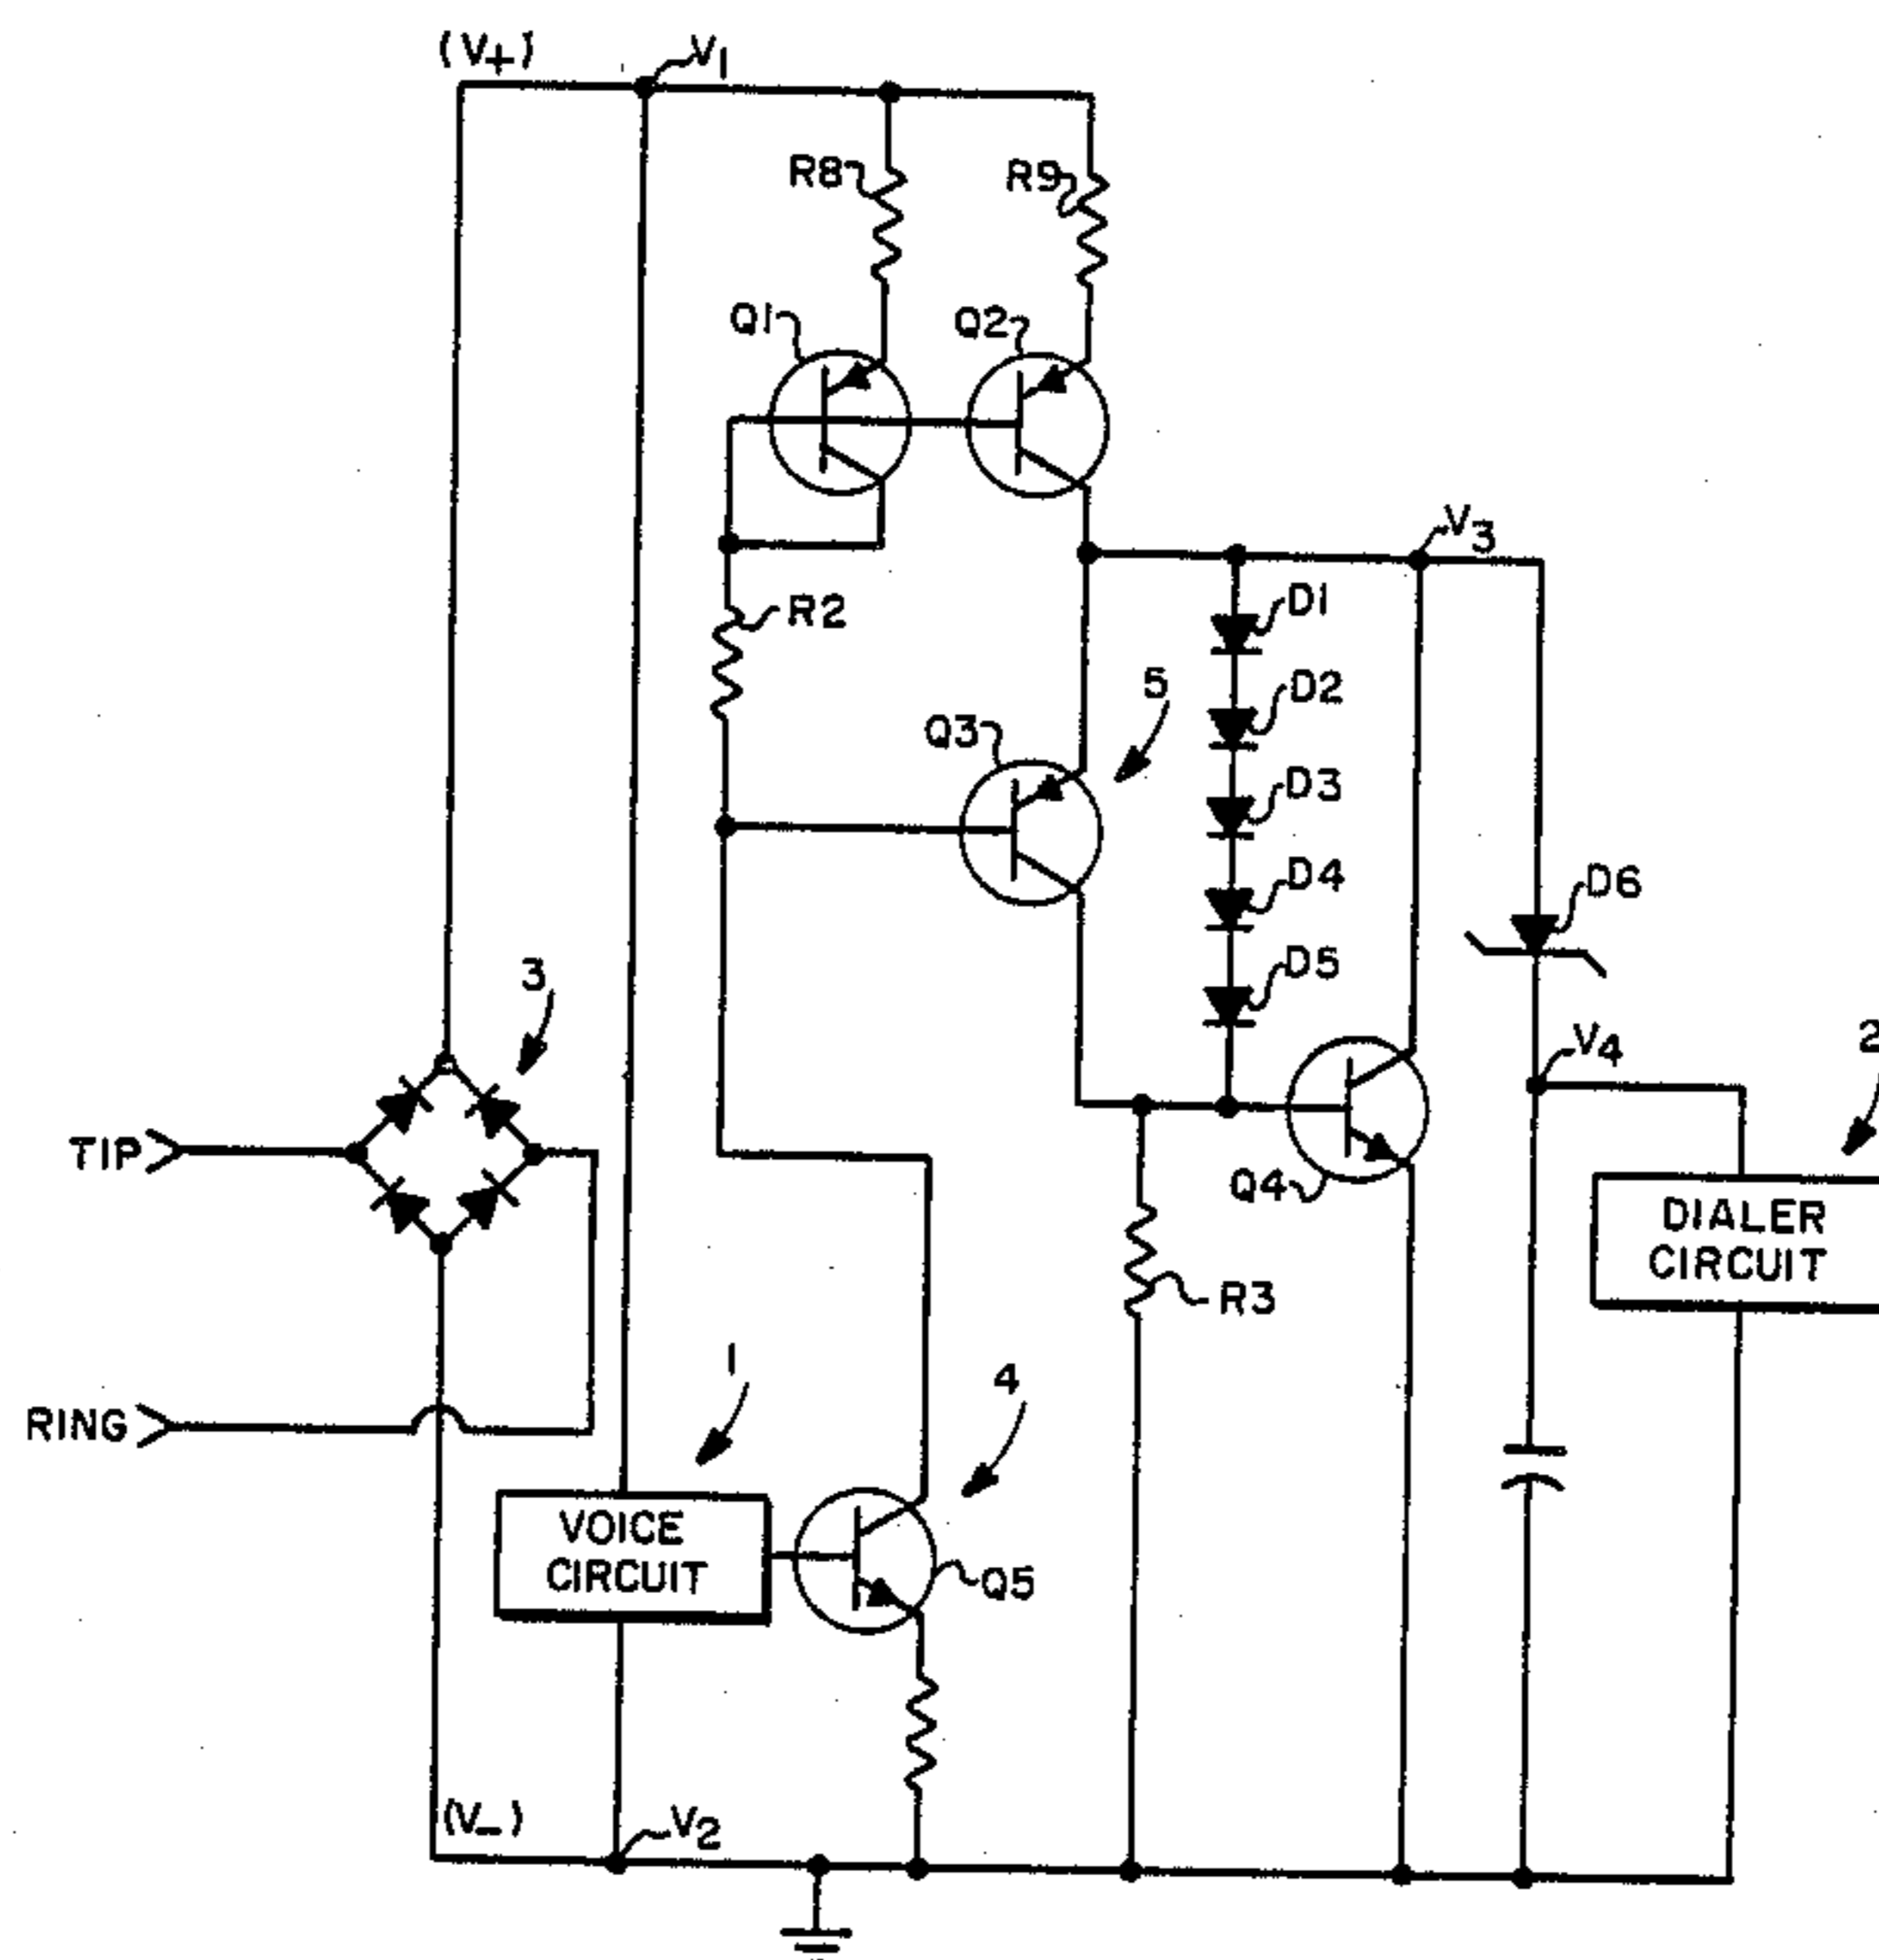 (V+)
V1
R8
R9
Q1
Q2
V3
R2
D1
5
D2
Q3
D3
D4
D6
D5
3
V4
2
TIP
Q4
DIALER
CIRCUIT
R3
1
4
RING
VOICE
CIRCUIT
Q5
(V-)
V2